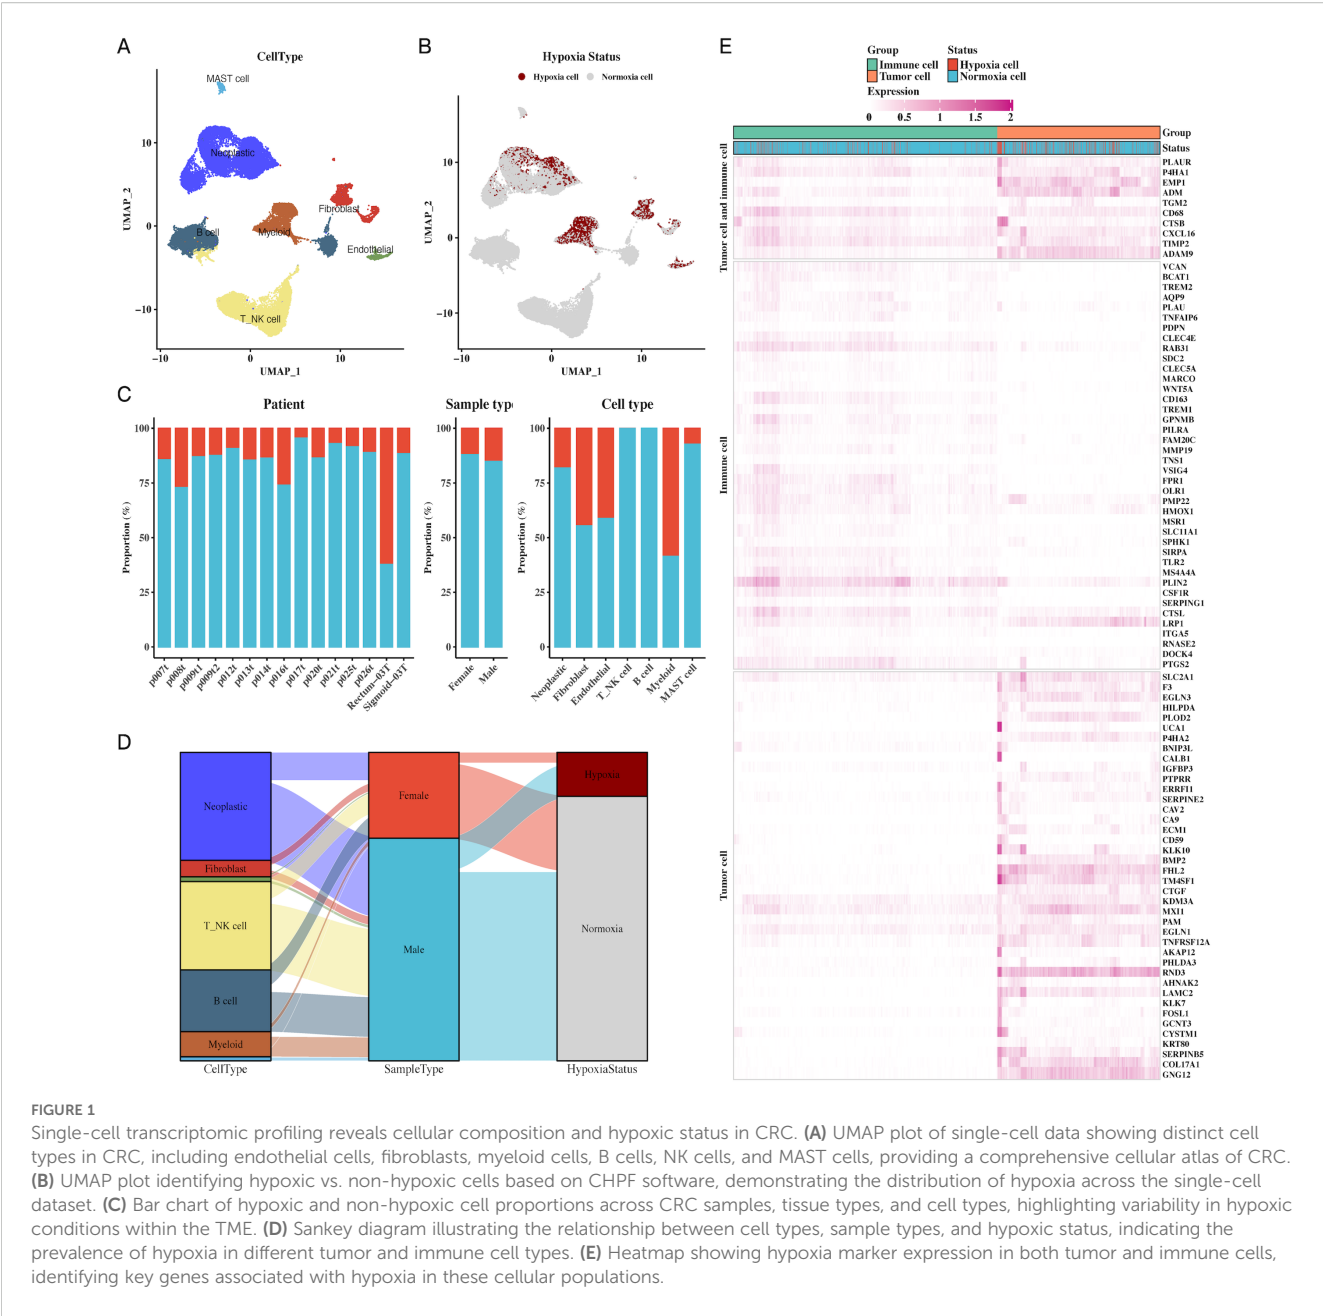 A
CellType
MAST cell
Neoplastic
Fibroblast
B cell
Myeloid
Endothelial
T_NK cell
10
0
−10
UMAP_2
−10
0
10
UMAP_1
B
Hypoxia Status
Hypoxia cell
Normoxia cell
10
0
−10
UMAP_2
−10
0
10
UMAP_1
C
Patient
Proportion (%)
100
75
50
25
0
p007t
p008t
p009t1
p009t2
p012t
p013t
p014t
p016t
p017t
p020t
p021t
p025t
p026t
Rectum−03T
Sigmoid−03T
Sample type
Proportion (%)
100
75
50
25
0
Female
Male
Cell type
Proportion (%)
100
75
50
25
0
Neoplastic
Fibroblast
Endothelial
T_NK cell
B cell
Myeloid
MAST cell
D
Neoplastic
Fibroblast
T_NK cell
B cell
Myeloid
CellType
Female
Male
SampleType
Hypoxia
Normoxia
HypoxiaStatus
E
Group
Immune cell
Tumor cell
Status
Hypoxia cell
Normoxia cell
Expression
0
0.5
1
1.5
2
Group
Status
Tumor cell and immune cell
PLAUR
P4HA1
EMP1
ADM
TGM2
CD68
CTSB
CXCL16
TIMP2
ADAM9
Immune cell
VCAN
BCAT1
TREM2
AQP9
PLAU
TNFAIP6
PDPN
CLEC4E
RAB31
SDC2
CLEC5A
MARCO
WNT5A
CD163
TREM1
GPNMB
PILRA
FAM20C
MMP19
TNS1
VSIG4
FPR1
OLR1
PMP22
HMOX1
MSR1
SLC11A1
SPHK1
SIRPA
TLR2
MS4A4A
PLIN2
CSF1R
SERPING1
CTSL
LRP1
ITGA5
RNASE2
DOCK4
PTGS2
Tumor cell
SLC2A1
F3
EGLN3
HILPDA
PLOD2
UCA1
P4HA2
BNIP3L
CALB1
IGFBP3
PTPRR
ERRFI1
SERPINE2
CAV2
CA9
ECM1
CD59
KLK10
BMP2
FHL2
TM4SF1
CTGF
KDM3A
MXI1
PAM
EGLN1
TNFRSF12A
AKAP12
PHLDA3
RND3
AHNAK2
LAMC2
KLK7
FOSL1
GCNT3
CYSTM1
KRT80
SERPINB5
COL17A1
GNG12
FIGURE 1
Single-cell transcriptomic profiling reveals cellular composition and hypoxic status in CRC. (A) UMAP plot of single-cell data showing distinct cell
types in CRC, including endothelial cells, fibroblasts, myeloid cells, B cells, NK cells, and MAST cells, providing a comprehensive cellular atlas of CRC.
(B) UMAP plot identifying hypoxic vs. non-hypoxic cells based on CHPF software, demonstrating the distribution of hypoxia across the single-cell
dataset. (C) Bar chart of hypoxic and non-hypoxic cell proportions across CRC samples, tissue types, and cell types, highlighting variability in hypoxic
conditions within the TME. (D) Sankey diagram illustrating the relationship between cell types, sample types, and hypoxic status, indicating the
prevalence of hypoxia in different tumor and immune cell types. (E) Heatmap showing hypoxia marker expression in both tumor and immune cells,
identifying key genes associated with hypoxia in these cellular populations.